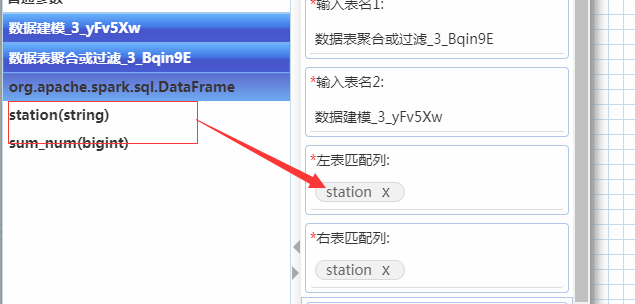 数据建模_3_yFv5Xw
数据表聚合或过滤_3_Bqin9E
org.apache.spark.sql.DataFrame
station(string)
sum_num(bigint)
*输入表名1:
数据表聚合或过滤_3_Bqin9E
*输入表名2:
数据建模_3_yFv5Xw
*左表匹配列:
station x
*右表匹配列:
station x